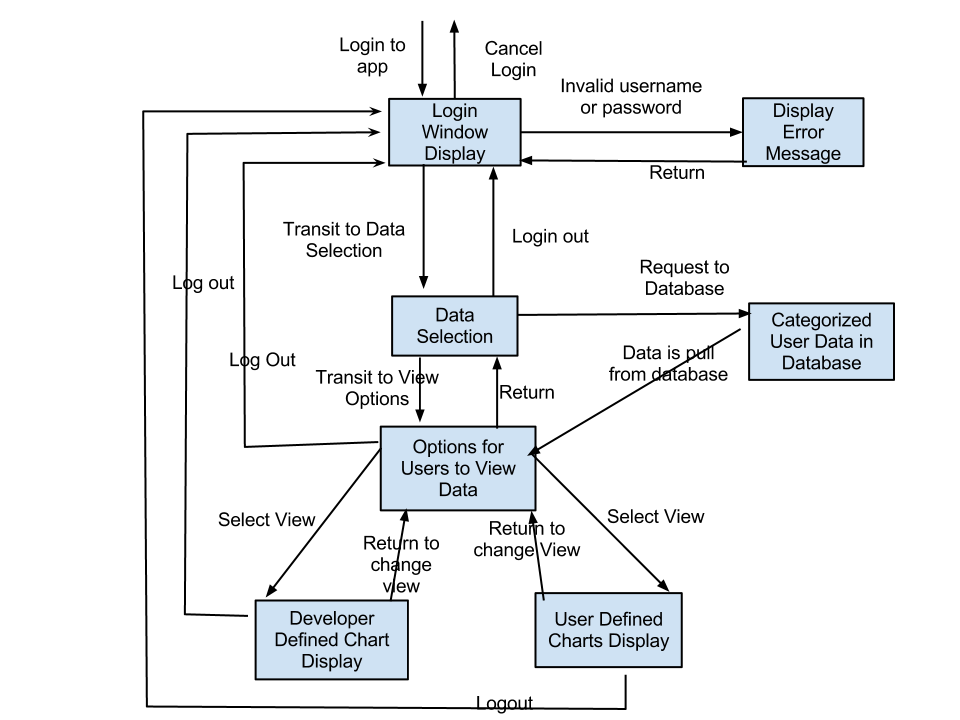 Login to
app
Cancel
Login
Invalid username
or password
Login
Window
Display
Display
Error
Message
Return
Transit to Data
Selection
Login out
Request to
Database
Log out
Data
Selection
Categorized
User Data in
Database
Data is pull
from database
Log Out
Transit to View
Options
Return
Options for
Users to View
Data
Select View
Select View
Return to
change
view
Return to
change View
Developer
Defined Chart
Display
User Defined
Charts Display
Logout